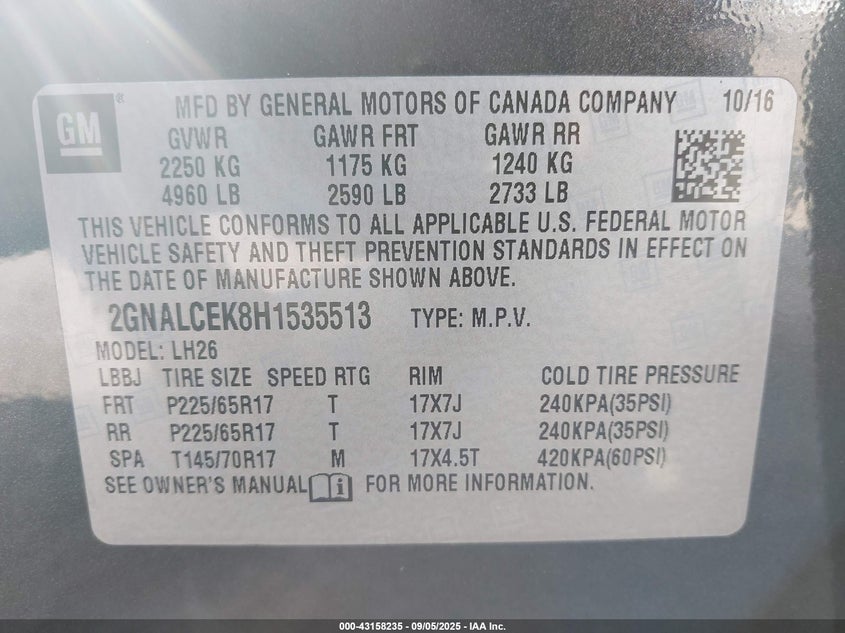 GM ® MFD BY GENERAL MOTORS OF CANADA COMPANY 10/16
GVWR GAWR FRT GAWR RR
2250 KG 1175 KG 1240 KG
4960 LB 2590 LB 2733 LB
THIS VEHICLE CONFORMS TO ALL APPLICABLE U.S. FEDERAL MOTOR
VEHICLE SAFETY AND THEFT PREVENTION STANDARDS IN EFFECT ON
THE DATE OF MANUFACTURE SHOWN ABOVE.
2GNALCEK8H1535513 TYPE: M.P.V.
MODEL: LH26
LBBJ TIRE SIZE SPEED RTG RIM COLD TIRE PRESSURE
FRT P225/65R17 T 17X7J 240KPA(35PSI)
RR P225/65R17 T 17X7J 240KPA(35PSI)
SPA T145/70R17 M 17X4.5T 420KPA(60PSI)
SEE OWNER'S MANUAL i FOR MORE INFORMATION.
000-43158235 - 09/05/2025 - IAA Inc.